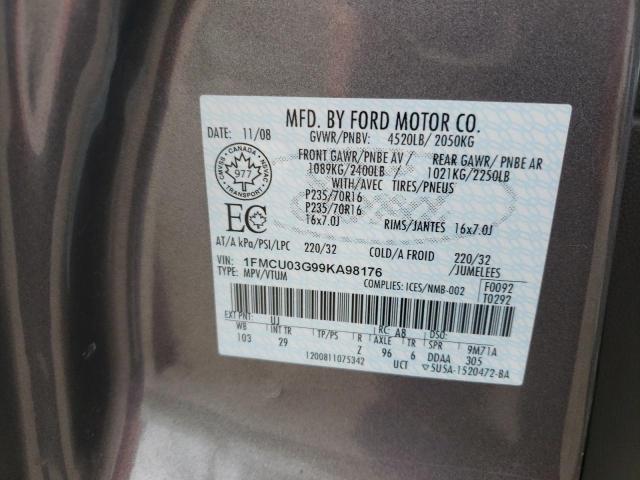 MFD. BY FORD MOTOR CO.
DATE: 11/08 GVWR/PNBV: 4520LB/ 2050KG
FRONT GAWR/PNBE AV REAR GAWR/ PNBE AR
1089KG/2400LB 1021KG/2250LB
WITH/AVEC TIRES/PNEUS
P235/70R16
P235/70R16
16x7.0J RIMS/JANTES 16x7.0J
CANADA
977
TRANSPORT
EC
AT/A kPa/PSI/LPC 220/32 COLD/A FROID 220/32
/JUMELEES
VIN: 1FMCU03G99KA98176
TYPE: MPV/VTUM COMPLIES: ICES/NMB-002
F0092
T0292
EXT PNT: UJ RC: A8 DSO:
WB INT TR TP/PS R AXLE TR SPR 9M71A
103 29 Z 96 6 DDAA 305
1200811075342 UCT 5U5A-1520472-BA